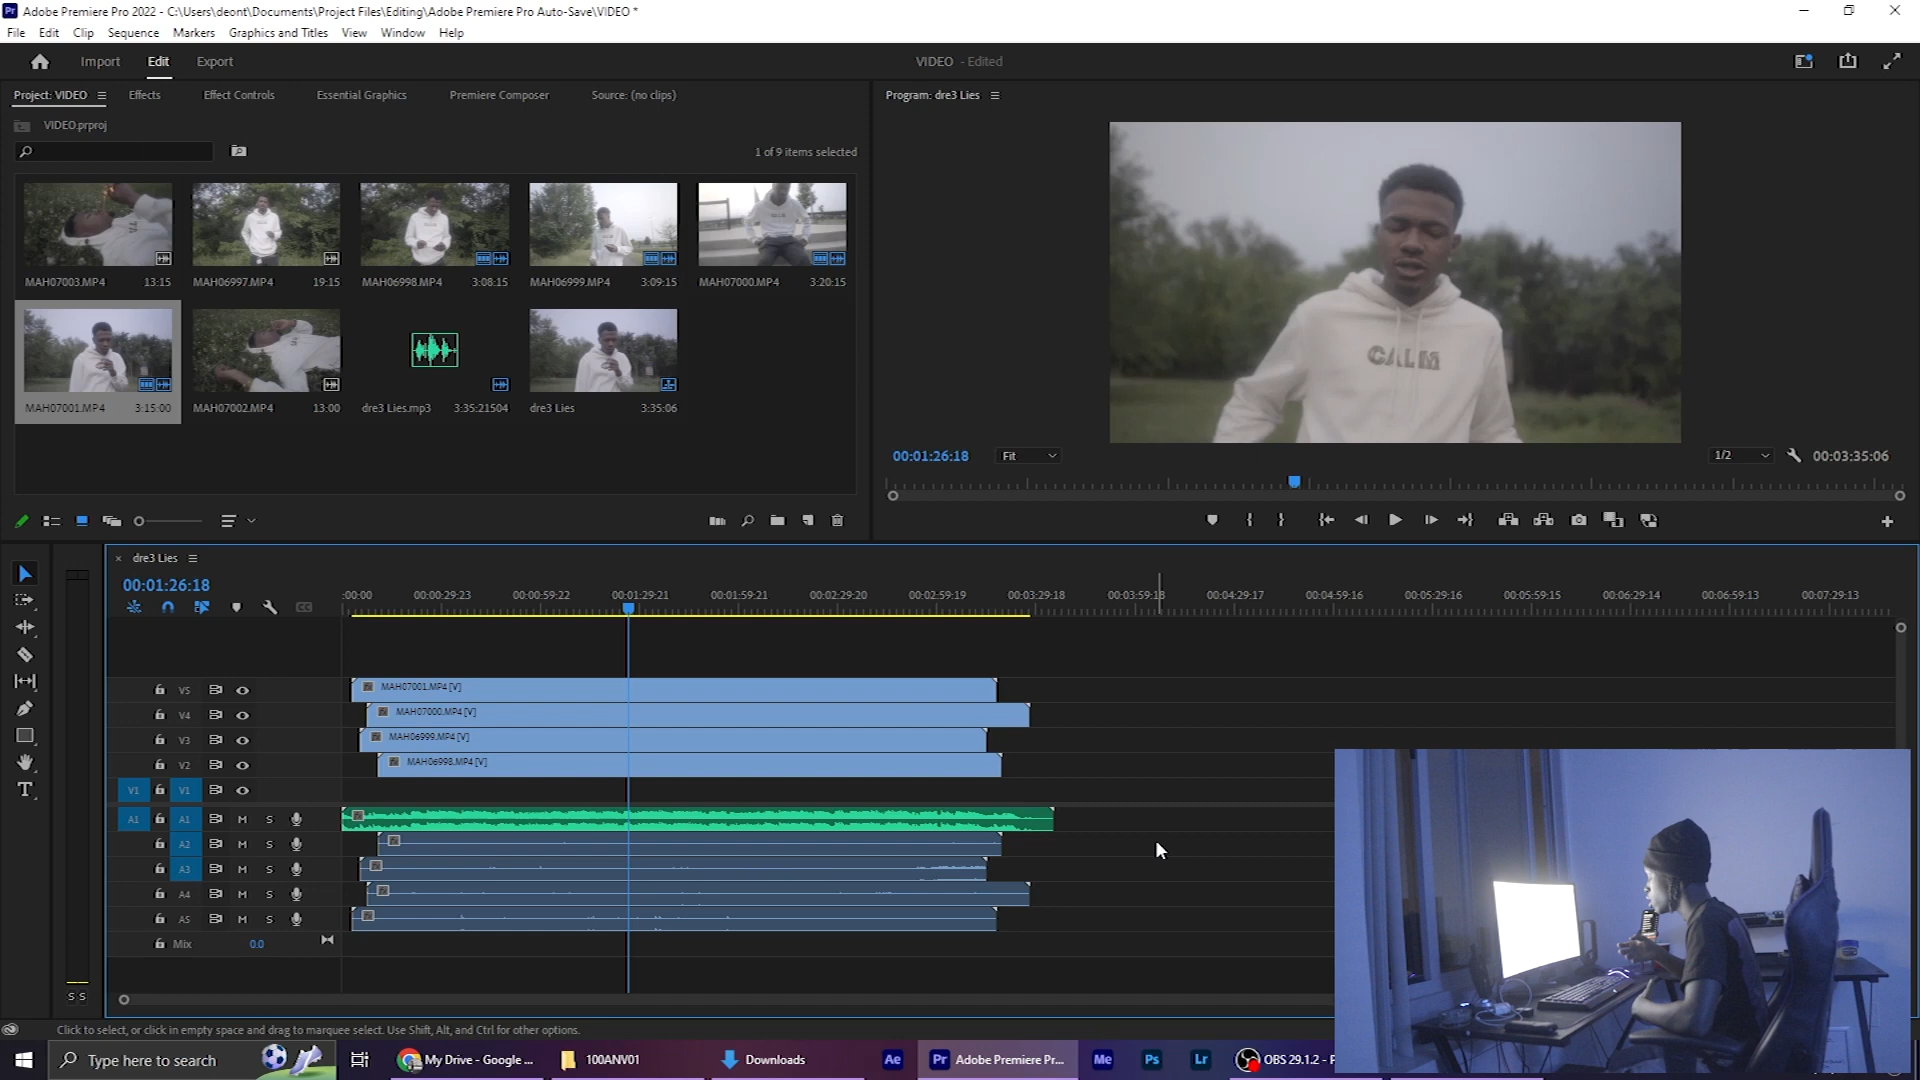 Pr Adobe Premiere Pro 2022 - C:\Users\deont\Documents\Project Files\Editing\Adobe Premiere Pro Auto-Save\VIDEO *
File Edit Clip Sequence Markers Graphics and Titles View Window Help
Import Edit Export VIDEO - Edited
Project: VIDEO Effects Effect Controls Essential Graphics Premiere Composer Source: (no clips) Program: dre3 Lies
VIDEO.prproj
1 of 9 items selected
MAH07003.MP4 13:15 MAH06997.MP4 19:15 MAH06998.MP4 3:08:15 MAH06999.MP4 3:09:15 MAH07000.MP4 3:20:15
CALM
MAH07001.MP4 3:15:00 MAH07002.MP4 13:00 dre3 Lies.mp3 3:35:21504 dre3 Lies 3:35:06
00:01:26:18 Fit 1/2 00:03:35:06
dre3 Lies
00:01:26:18
:00:00 00:00:29:23 00:00:59:22 00:01:29:21 00:01:59:21 00:02:29:20 00:02:59:19 00:03:29:18 00:03:59:18 00:04:29:17 00:04:59:16 00:05:29:16 00:05:59:15 00:06:29:14 00:06:59:13 00:07:29:13
V5 MAH07001.MP4 [V]
V4 MAH07000.MP4 [V]
V3 MAH06999.MP4 [V]
V2 MAH06998.MP4 [V]
V1 V1
A1 A1 M S
A2 M S
A3 M S
A4 M S
A5 M S
Mix 0.0
S S
Click to select, or click in empty space and drag to marquee select. Use Shift, Alt, and Ctrl for other options.
Type here to search My Drive - Google ... 100ANV01 Downloads Ae Pr Adobe Premiere Pr... Me Ps Lr OBS 29.1.2 - P